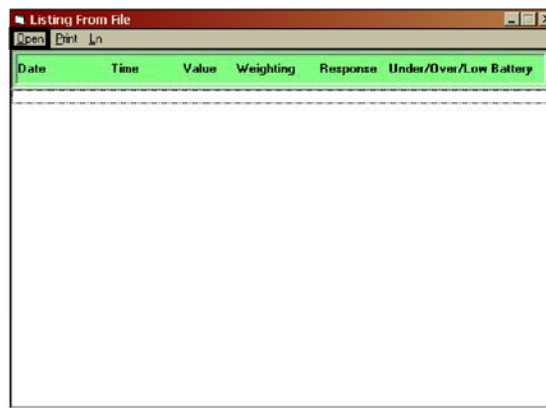 Listing From File
Open Print Ln
Date Time Value Weighting Response Under/Over/Low Battery